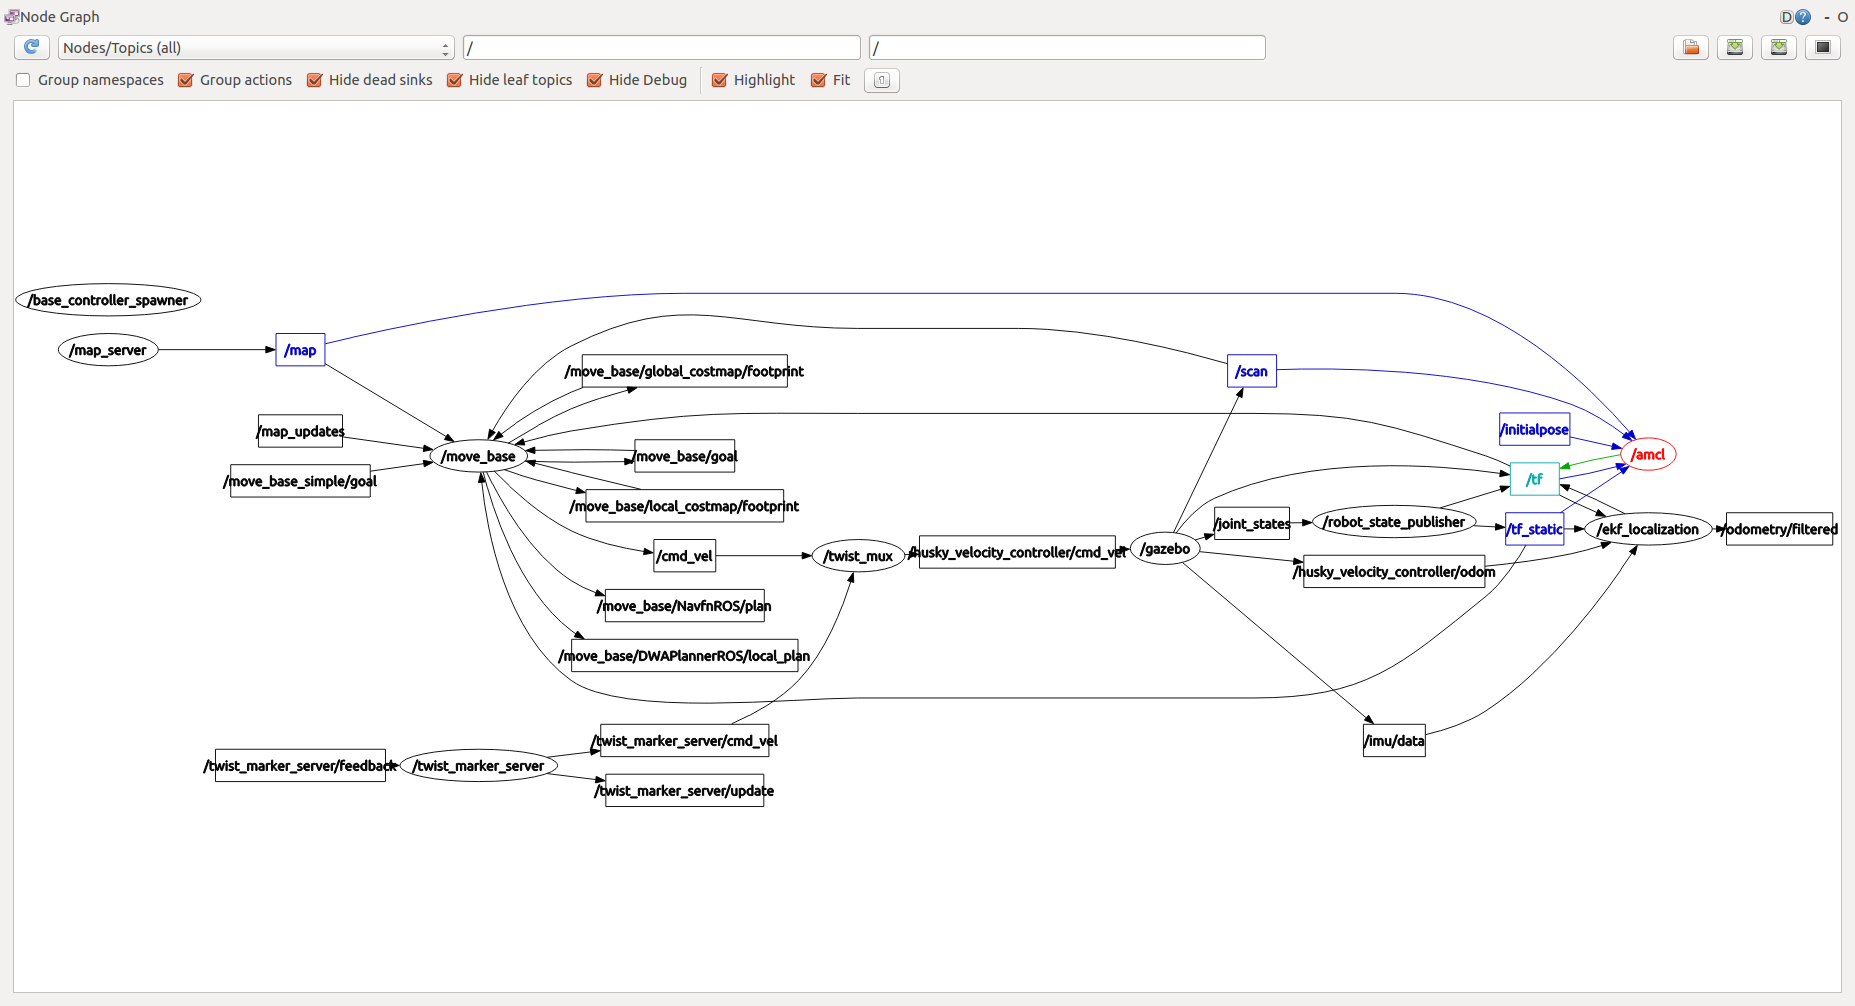 Node Graph
D ? - O
Nodes/Topics (all)
/
/
Group namespaces
Group actions
Hide dead sinks
Hide leaf topics
Hide Debug
Highlight
Fit
/base_controller_spawner
/map_server
/map
/map_updates
/move_base_simple/goal
/move_base
/move_base/global_costmap/footprint
/move_base/goal
/move_base/local_costmap/footprint
/cmd_vel
/move_base/NavfnROS/plan
/move_base/DWAPlannerROS/local_plan
/twist_marker_server/feedback
/twist_marker_server
/twist_marker_server/cmd_vel
/twist_marker_server/update
/twist_mux
/husky_velocity_controller/cmd_vel
/gazebo
/scan
/joint_states
/robot_state_publisher
/husky_velocity_controller/odom
/imu/data
/initialpose
/tf
/tf_static
/amcl
/ekf_localization
/odometry/filtered